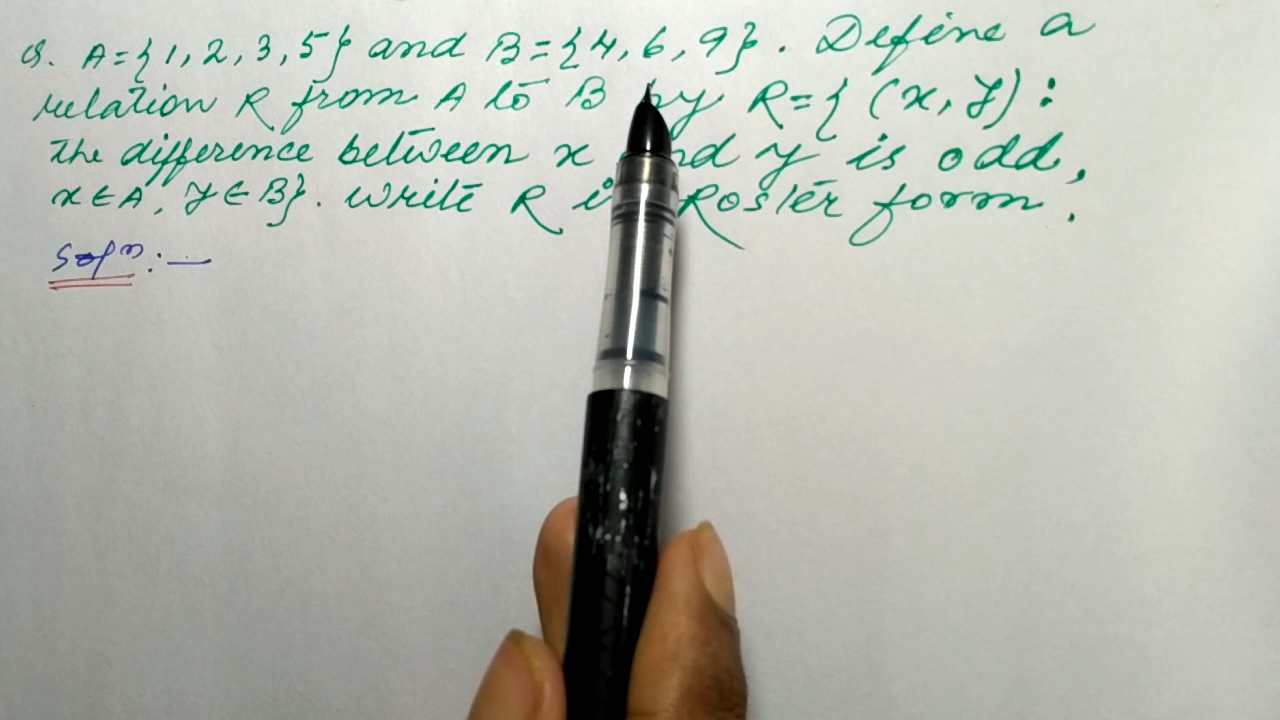 Q. A={1,2,3,5} and B={4,6,9}. Define a
relation R from A to B by R={(x,y):
the difference between x and y is odd,
x∈A, y∈B}. Write R in Roster form.
Solⁿ:—